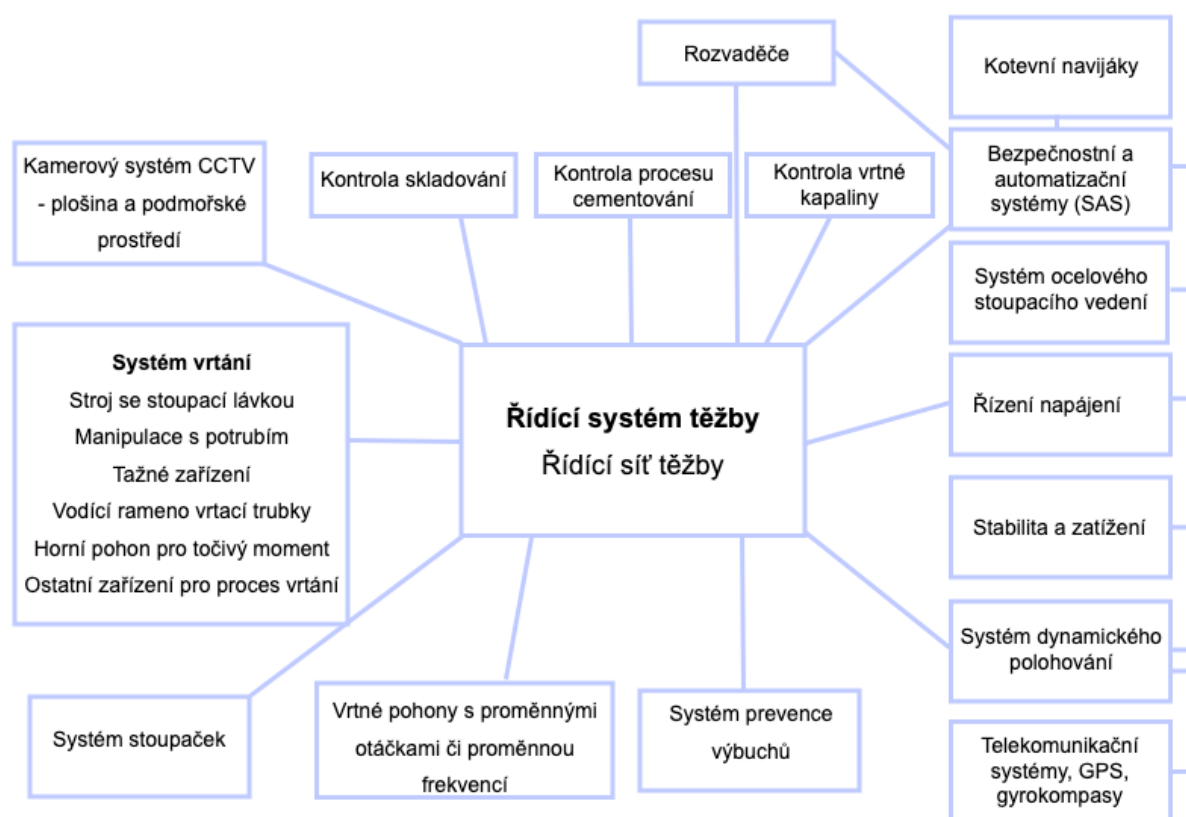 Rozvaděče
Kotevní navijáky
Kamerový systém CCTV
- plošina a podmořské
prostředí
Kontrola skladování
Kontrola procesu
cementování
Kontrola vrtné
kapaliny
Bezpečnostní a
automatizační
systémy (SAS)
Systém ocelového
stoupacího vedení
Systém vrtání
Stroj se stoupací lávkou
Manipulace s potrubím
Tažné zařízení
Vodící rameno vrtací trubky
Horní pohon pro točivý moment
Ostatní zařízení pro proces vrtání
Řídící systém těžby
Řídící síť těžby
Řízení napájení
Stabilita a zatížení
Systém dynamického
polohování
Systém stoupaček
Vrtné pohony s proměnnými
otáčkami či proměnnou
frekvencí
Systém prevence
výbuchů
Telekomunikační
systémy, GPS,
gyrokompasy